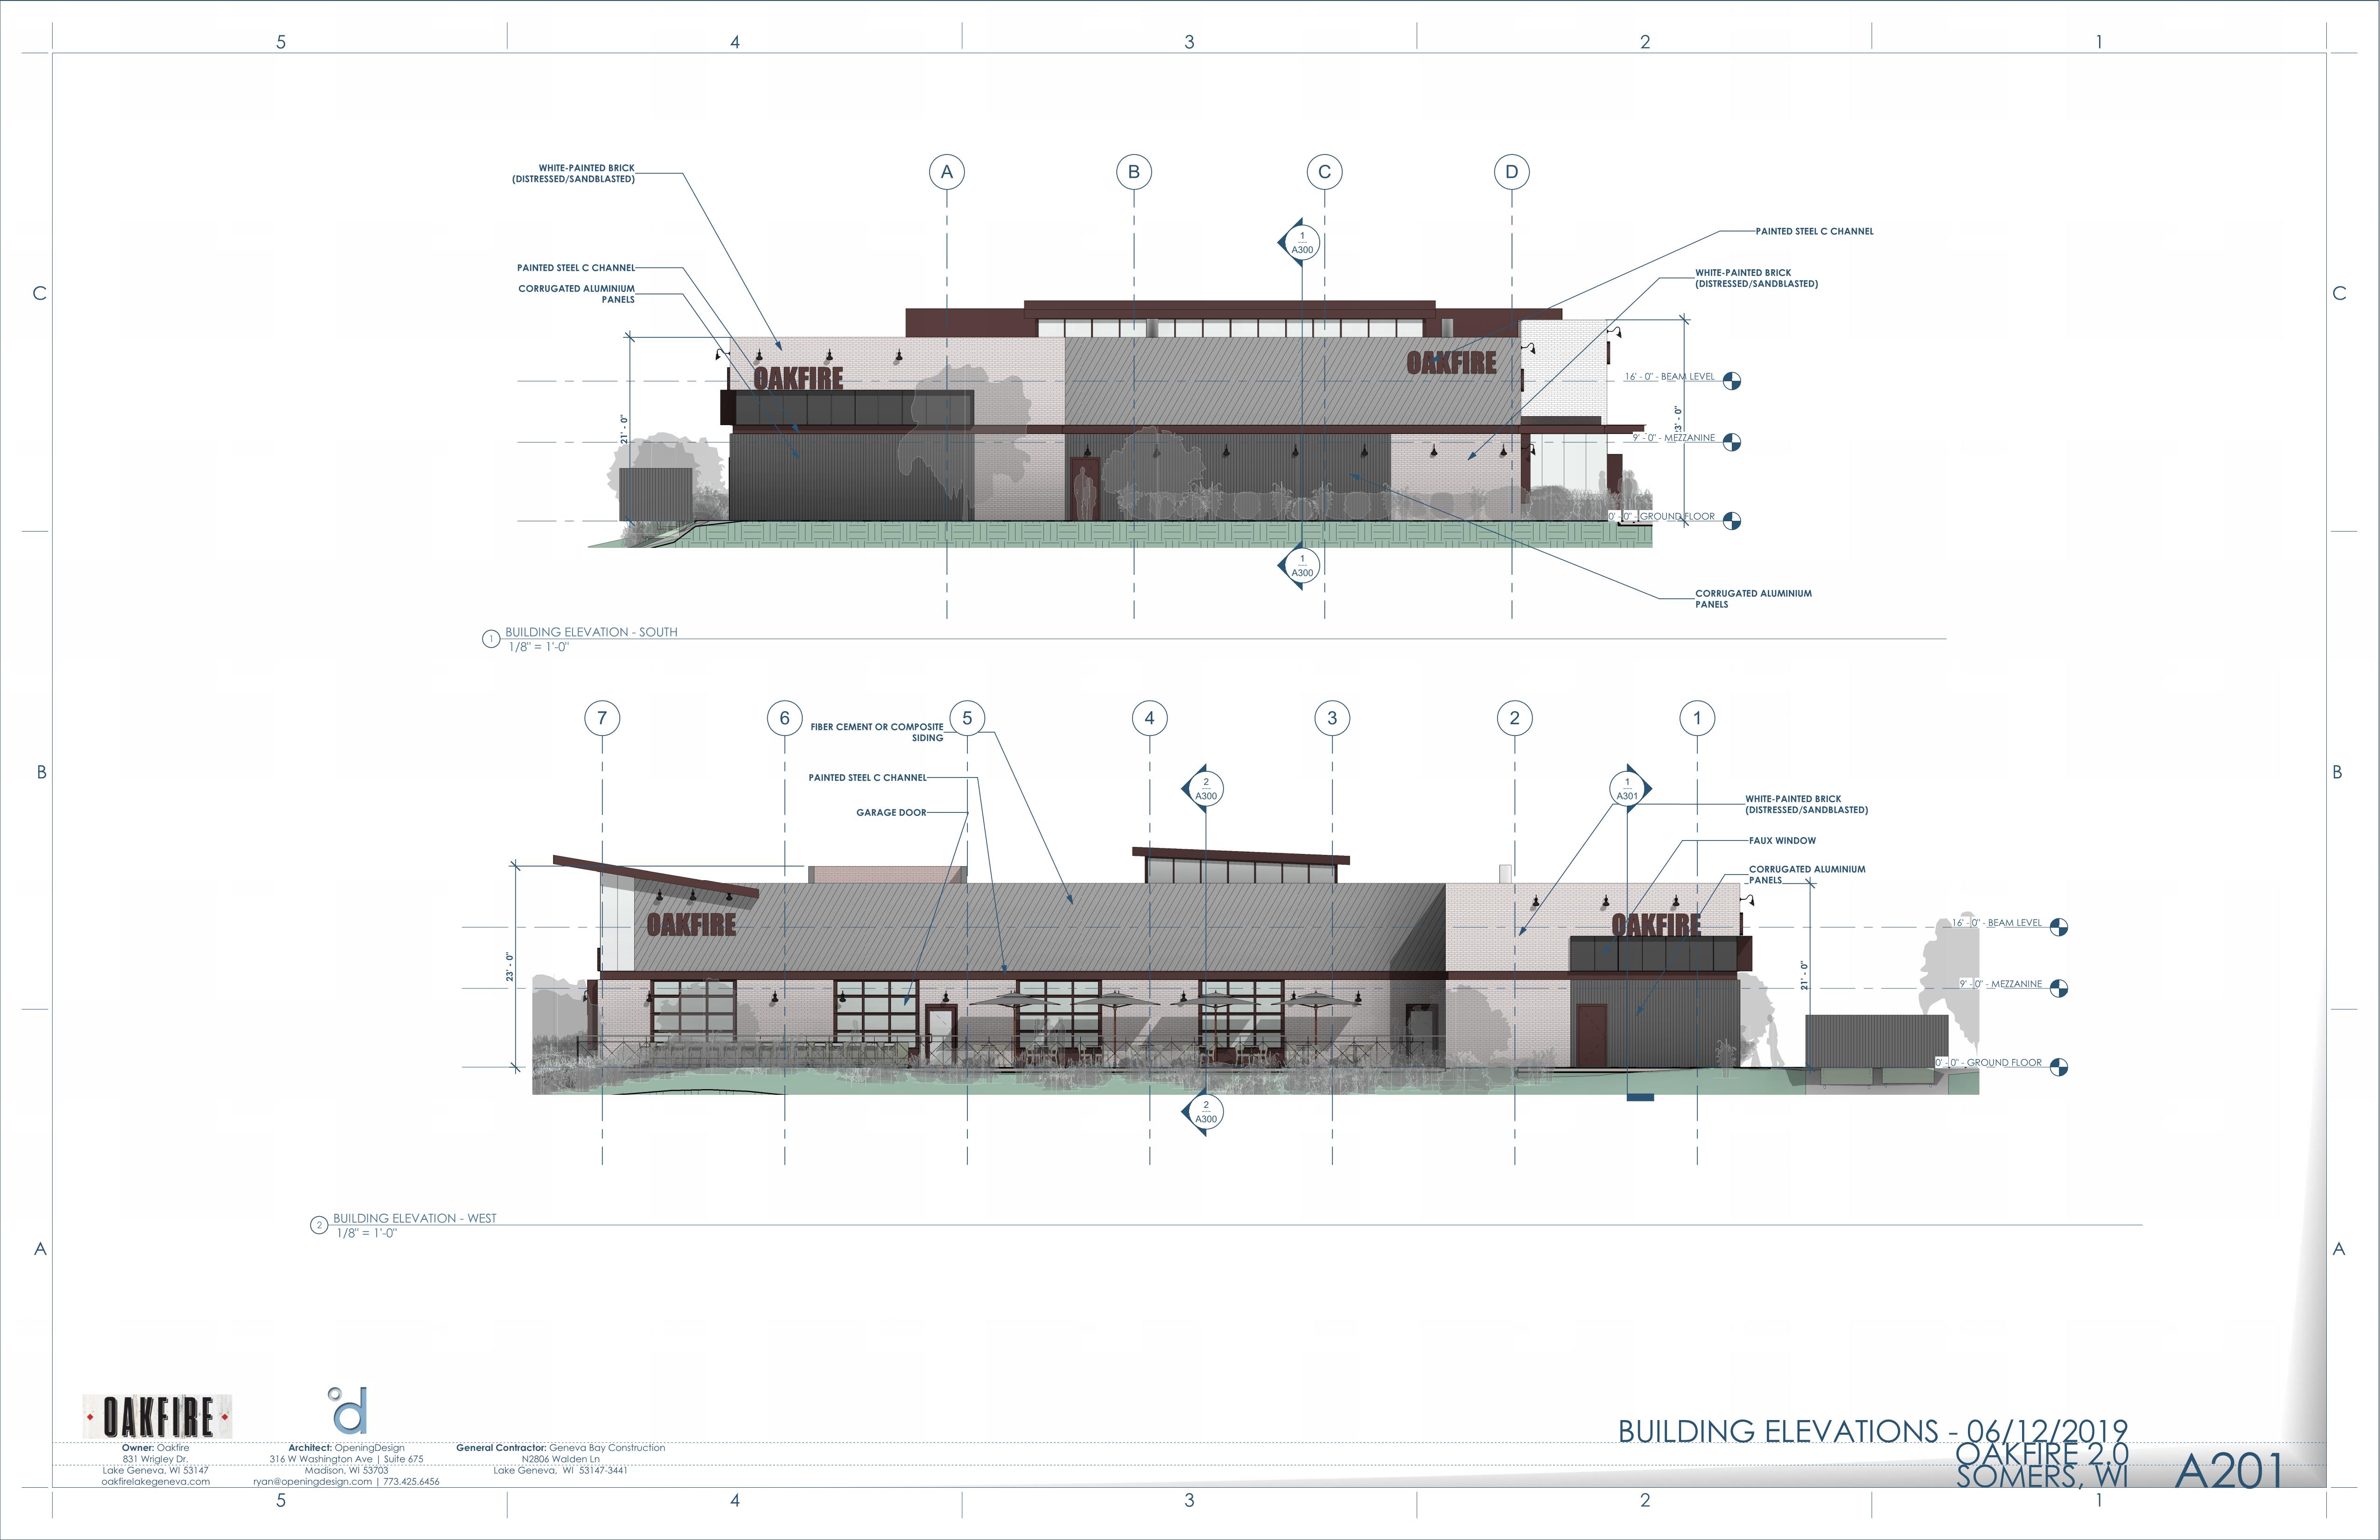 5 4 3 2 1
C
C
WHITE-PAINTED BRICK
(DISTRESSED/SANDBLASTED)
A B C D
1
A300
PAINTED STEEL C CHANNEL
PAINTED STEEL C CHANNEL
WHITE-PAINTED BRICK
(DISTRESSED/SANDBLASTED)
CORRUGATED ALUMINIUM
PANELS
OAKFIRE
OAKFIRE
16' - 0" - BEAM LEVEL
21' - 0"
9' - 0" - MEZZANINE
0' - 0" - GROUND FLOOR
1
A300
CORRUGATED ALUMINIUM
PANELS
1 BUILDING ELEVATION - SOUTH
1/8" = 1'-0"
7 6 5 4 3 2 1
FIBER CEMENT OR COMPOSITE
SIDING
B
B
PAINTED STEEL C CHANNEL
2
A300
1
A301
GARAGE DOOR
WHITE-PAINTED BRICK
(DISTRESSED/SANDBLASTED)
FAUX WINDOW
CORRUGATED ALUMINIUM
PANELS
OAKFIRE
OAKFIRE
16' - 0" - BEAM LEVEL
23' - 0"
21' - 0"
9' - 0" - MEZZANINE
0' - 0" - GROUND FLOOR
2
A300
2 BUILDING ELEVATION - WEST
1/8" = 1'-0"
A
A
OAKFIRE
d
Owner: Oakfire
831 Wrigley Dr.
Lake Geneva, WI 53147
oakfirelakegeneva.com
Architect: OpeningDesign
316 W Washington Ave | Suite 675
Madison, WI 53703
ryan@openingdesign.com | 773.425.6456
General Contractor: Geneva Bay Construction
N2806 Walden Ln
Lake Geneva, WI 53147-3441
BUILDING ELEVATIONS - 06/12/2019
OAKFIRE 2.0
SOMERS, WI
A201
5 4 3 2 1